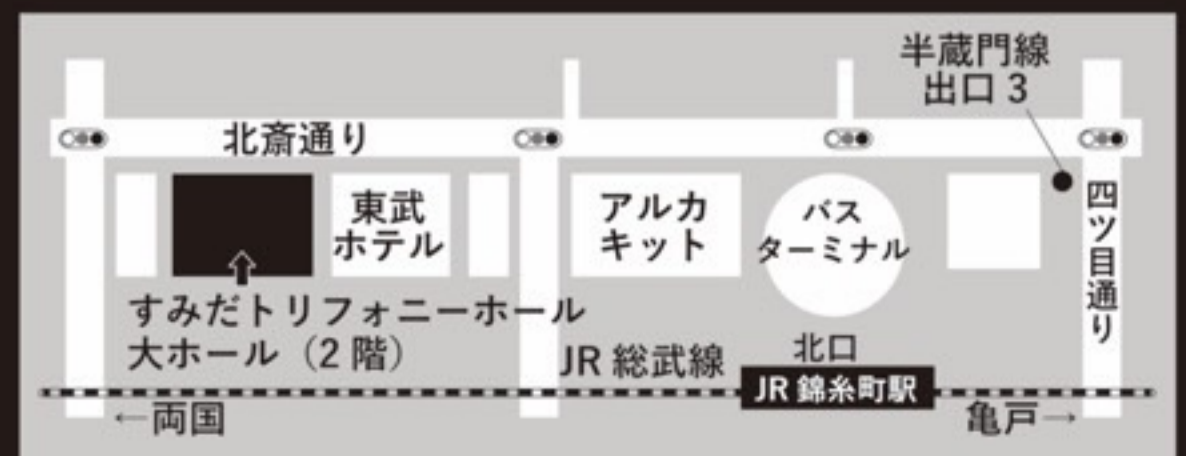 半蔵門線
出口 3
北斎通り
東武
ホテル
アルカ
キット
バス
ターミナル
四ツ目通り
すみだトリフォニーホール
大ホール（2 階）
JR 総武線
北口
JR 錦糸町駅
←両国
亀戸→